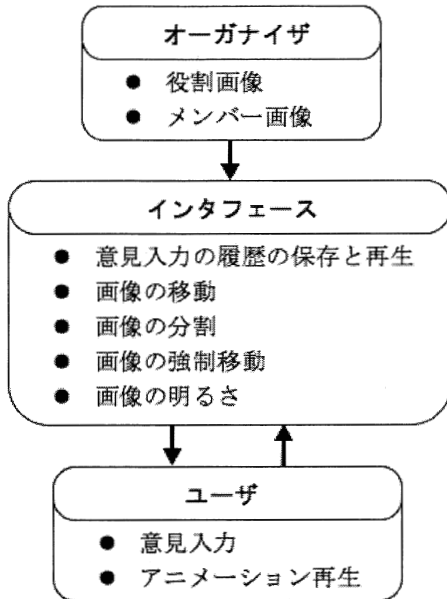 オーガナイザ
● 役割画像
● メンバー画像
インタフェース
● 意見入力の履歴の保存と再生
● 画像の移動
● 画像の分割
● 画像の強制移動
● 画像の明るさ
ユーザ
● 意見入力
● アニメーション再生